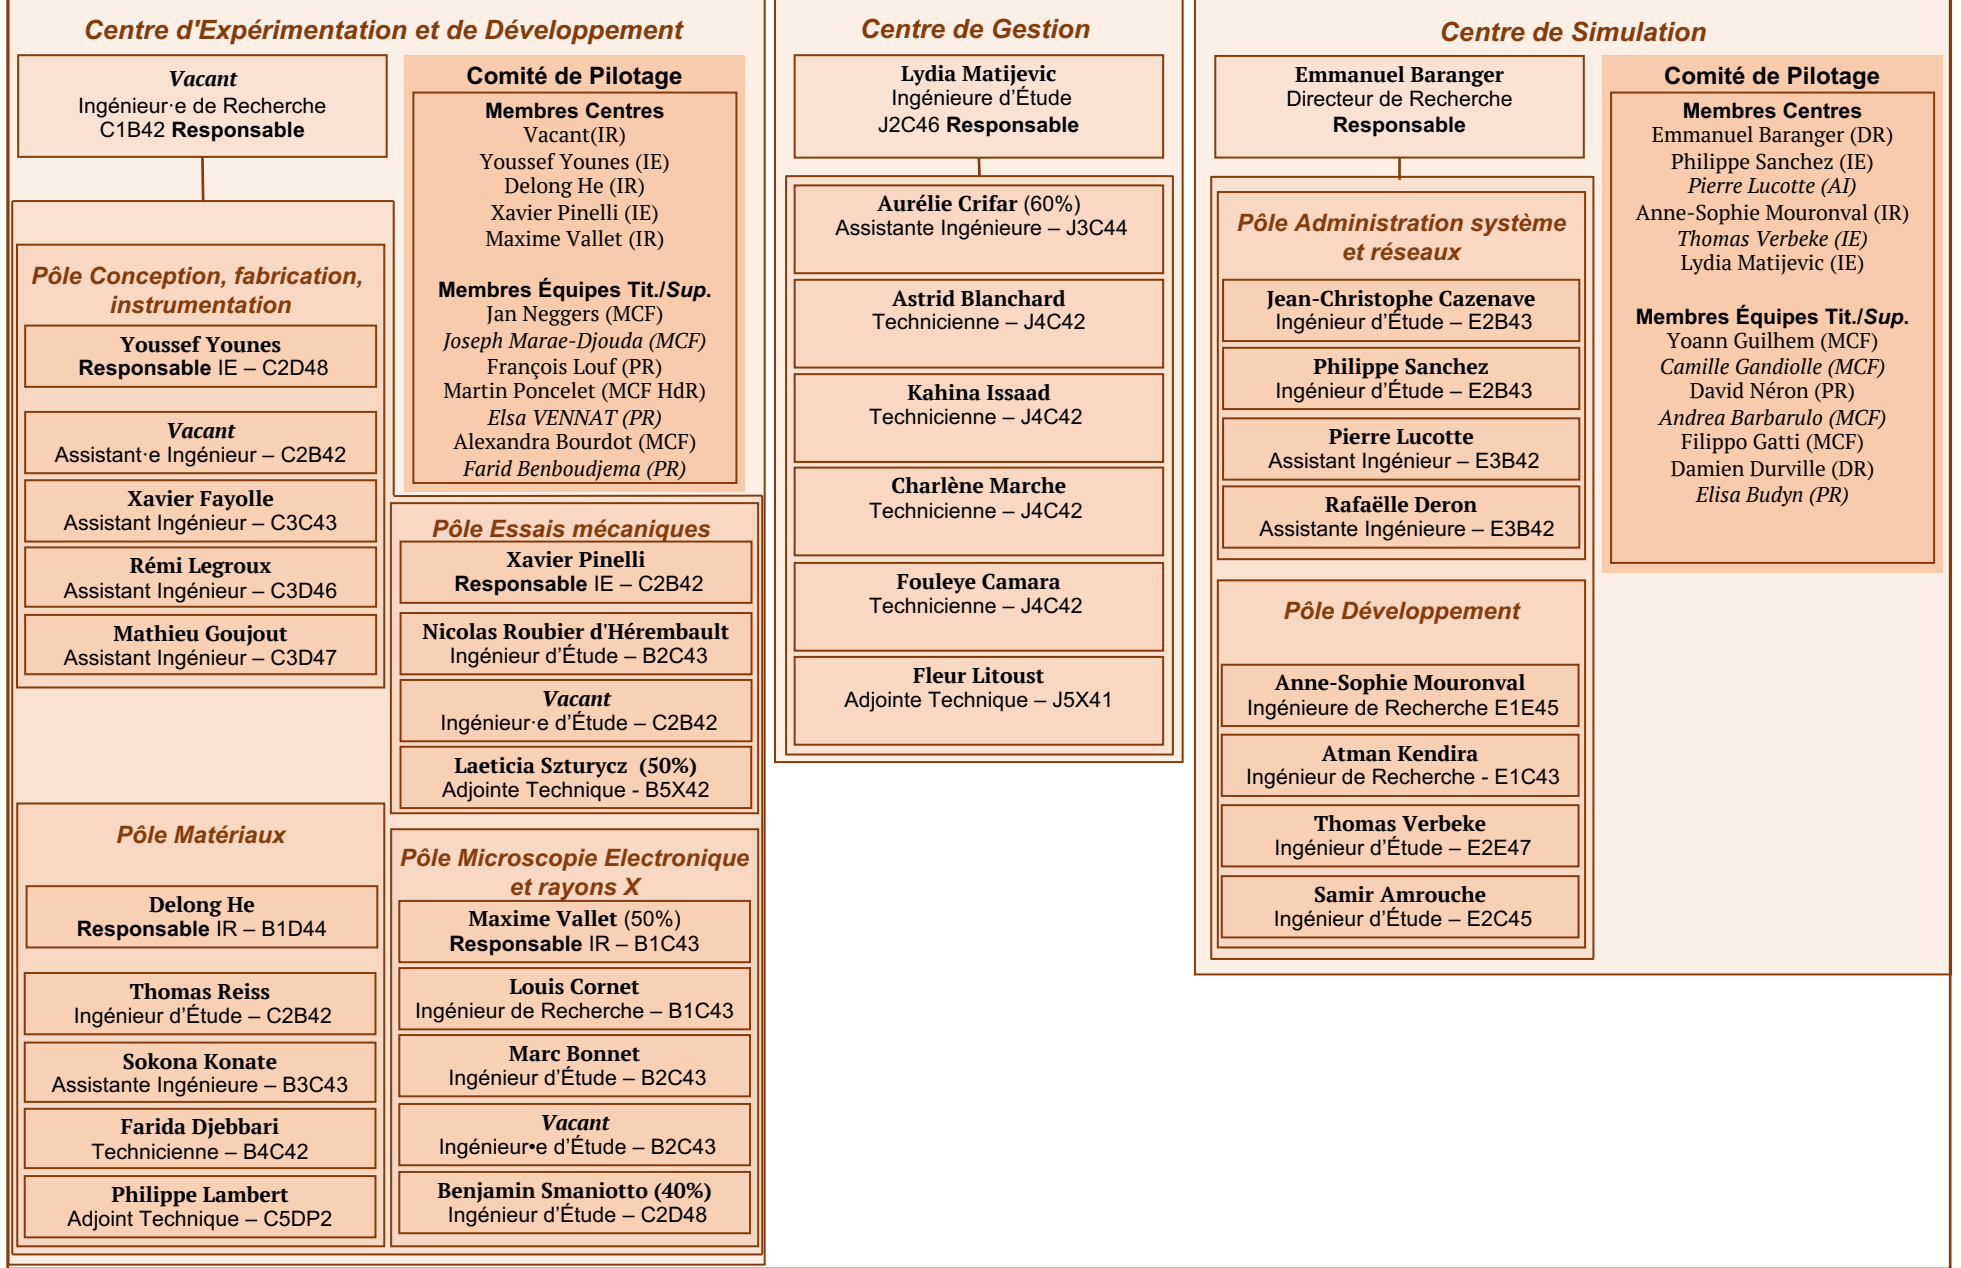 Centre d'Expérimentation et de Développement
Vacant
Ingénieur·e de Recherche
C1B42 Responsable
Comité de Pilotage
Membres Centres
Vacant(IR)
Youssef Younes (IE)
Delong He (IR)
Xavier Pinelli (IE)
Maxime Vallet (IR)
Membres Équipes Tit./Sup.
Jan Neggers (MCF)
Joseph Marae-Djouda (MCF)
François Louf (PR)
Martin Poncelet (MCF HdR)
Elsa VENNAT (PR)
Alexandra Bourdot (MCF)
Farid Benboudjema (PR)
Pôle Conception, fabrication,
instrumentation
Youssef Younes
Responsable IE – C2D48
Vacant
Assistant·e Ingénieur – C2B42
Xavier Fayolle
Assistant Ingénieur – C3C43
Rémi Legroux
Assistant Ingénieur – C3D46
Mathieu Goujout
Assistant Ingénieur – C3D47
Pôle Essais mécaniques
Xavier Pinelli
Responsable IE – C2B42
Nicolas Roubier d'Hérembault
Ingénieur d’Étude – B2C43
Vacant
Ingénieur·e d’Étude – C2B42
Laeticia Szturycz (50%)
Adjointe Technique - B5X42
Pôle Matériaux
Delong He
Responsable IR – B1D44
Thomas Reiss
Ingénieur d’Étude – C2B42
Sokona Konate
Assistante Ingénieure – B3C43
Farida Djebbari
Technicienne – B4C42
Philippe Lambert
Adjoint Technique – C5DP2
Pôle Microscopie Electronique
et rayons X
Maxime Vallet (50%)
Responsable IR – B1C43
Louis Cornet
Ingénieur de Recherche – B1C43
Marc Bonnet
Ingénieur d’Étude – B2C43
Vacant
Ingénieur•e d’Étude – B2C43
Benjamin Smaniotto (40%)
Ingénieur d’Étude – C2D48
Centre de Gestion
Lydia Matijevic
Ingénieure d’Étude
J2C46 Responsable
Aurélie Crifar (60%)
Assistante Ingénieure – J3C44
Astrid Blanchard
Technicienne – J4C42
Kahina Issaad
Technicienne – J4C42
Charlène Marche
Technicienne – J4C42
Fouleye Camara
Technicienne – J4C42
Fleur Litoust
Adjointe Technique – J5X41
Centre de Simulation
Emmanuel Baranger
Directeur de Recherche
Responsable
Comité de Pilotage
Membres Centres
Emmanuel Baranger (DR)
Philippe Sanchez (IE)
Pierre Lucotte (AI)
Anne-Sophie Mouronval (IR)
Thomas Verbeke (IE)
Lydia Matijevic (IE)
Membres Équipes Tit./Sup.
Yoann Guilhem (MCF)
Camille Gandiolle (MCF)
David Néron (PR)
Andrea Barbarulo (MCF)
Filippo Gatti (MCF)
Damien Durville (DR)
Elisa Budyn (PR)
Pôle Administration système
et réseaux
Jean-Christophe Cazenave
Ingénieur d’Étude – E2B43
Philippe Sanchez
Ingénieur d’Étude – E2B43
Pierre Lucotte
Assistant Ingénieur – E3B42
Rafaëlle Deron
Assistante Ingénieure – E3B42
Pôle Développement
Anne-Sophie Mouronval
Ingénieure de Recherche E1E45
Atman Kendira
Ingénieur de Recherche - E1C43
Thomas Verbeke
Ingénieur d’Étude – E2E47
Samir Amrouche
Ingénieur d’Étude – E2C45